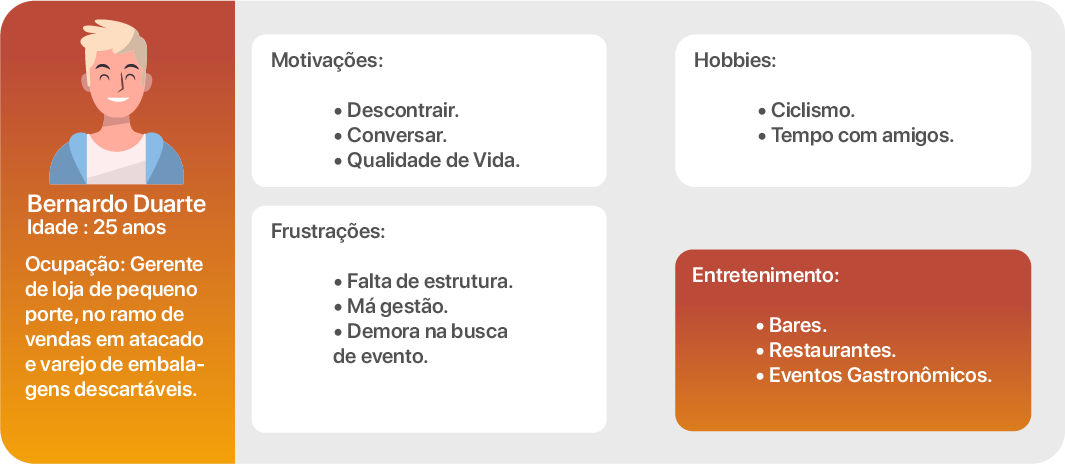 Bernardo Duarte
Idade : 25 anos
Ocupação: Gerente
de loja de pequeno
porte, no ramo de
vendas em atacado
e varejo de embala-
gens descartáveis.
Motivações:
• Descontrair.
• Conversar.
• Qualidade de Vida.
Frustrações:
• Falta de estrutura.
• Má gestão.
• Demora na busca
de evento.
Hobbies:
• Ciclismo.
• Tempo com amigos.
Entretenimento:
• Bares.
• Restaurantes.
• Eventos Gastronômicos.